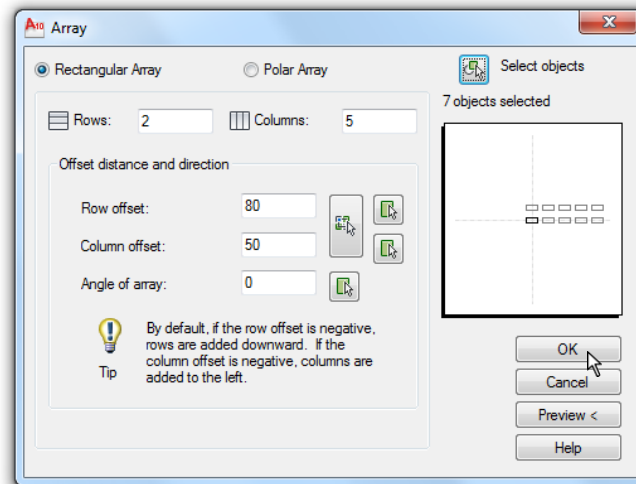 A10 Array
Rectangular Array
Polar Array
Select objects
7 objects selected
Rows: 2
Columns: 5
Offset distance and direction
Row offset: 80
Column offset: 50
Angle of array: 0
Tip
By default, if the row offset is negative,
rows are added downward. If the
column offset is negative, columns are
added to the left.
OK
Cancel
Preview <
Help